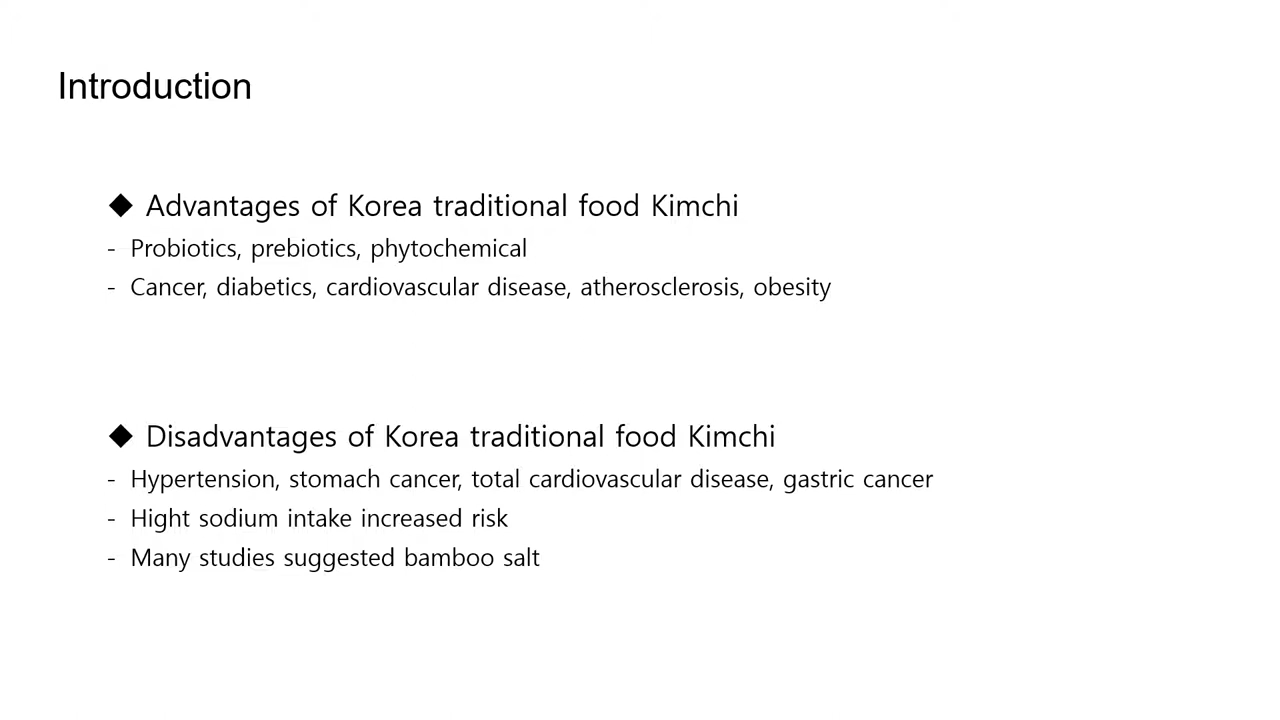 Introduction
◆ Advantages of Korea traditional food Kimchi
- Probiotics, prebiotics, phytochemical
- Cancer, diabetics, cardiovascular disease, atherosclerosis, obesity
◆ Disadvantages of Korea traditional food Kimchi
- Hypertension, stomach cancer, total cardiovascular disease, gastric cancer
- Hight sodium intake increased risk
- Many studies suggested bamboo salt